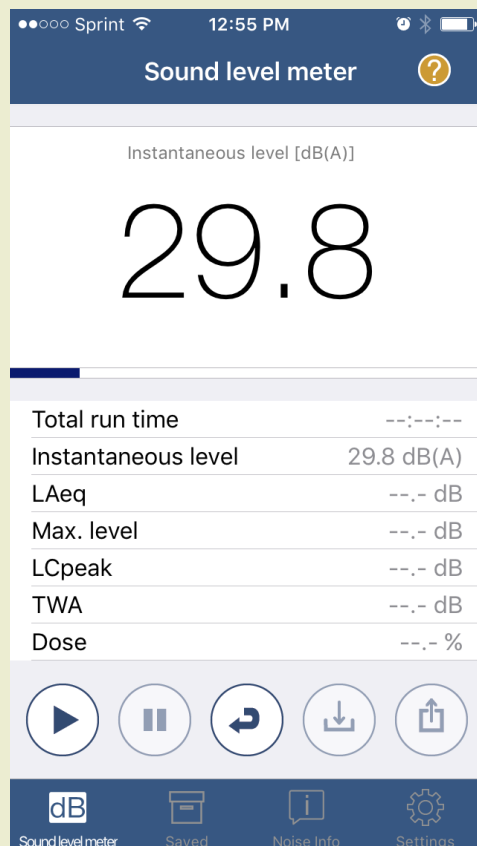 Sprint 12:55 PM
Sound level meter ?
Instantaneous level [dB(A)]
29.8
Total run time --:--:--
Instantaneous level 29.8 dB(A)
LAeq --.- dB
Max. level --.- dB
LCpeak --.- dB
TWA --.- dB
Dose --.- %
dB i
Sound level meter Saved Noise Info Settings